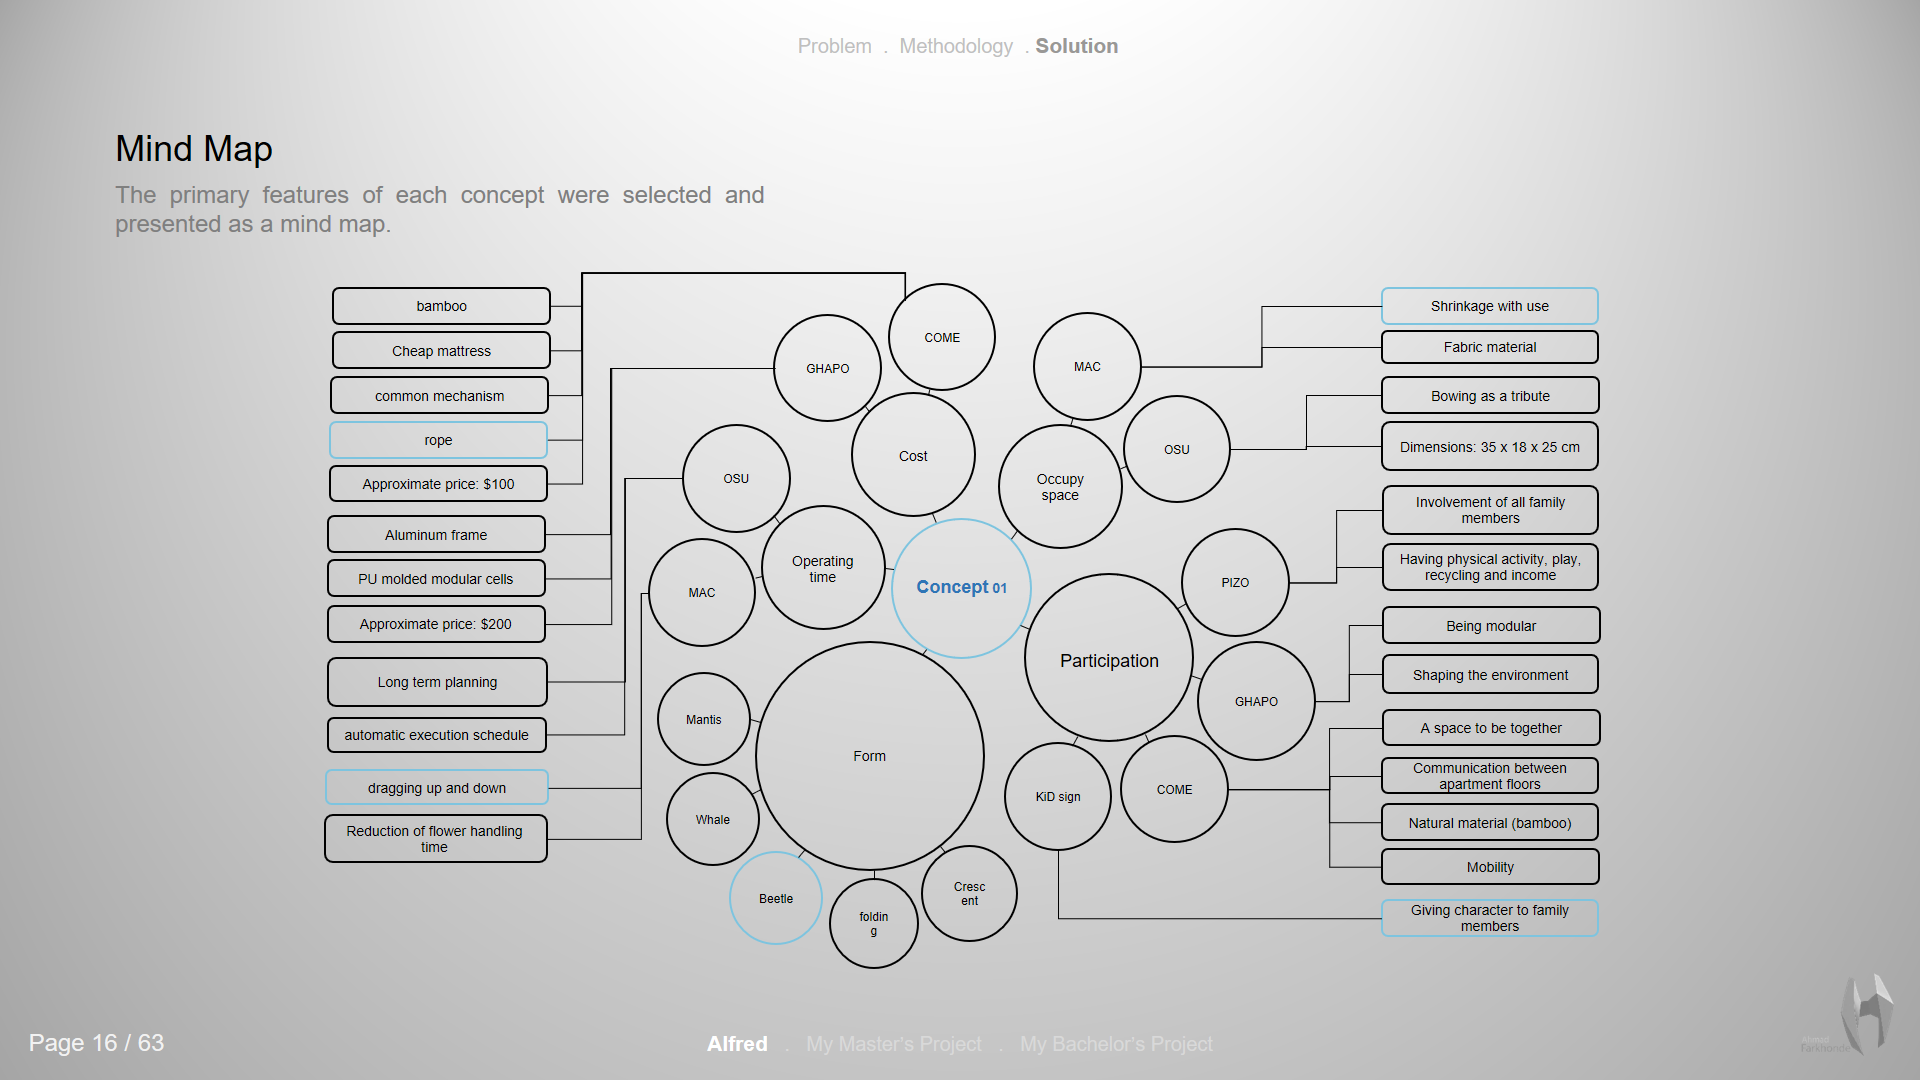 Problem . Methodology . Solution
Mind Map
The primary features of each concept were selected and
presented as a mind map.
bamboo
Cheap mattress
common mechanism
rope
Approximate price: $100
Aluminum frame
PU molded modular cells
Approximate price: $200
Long term planning
automatic execution schedule
dragging up and down
Reduction of flower handling
time
COME
GHAPO
Cost
OSU
Operating
time
MAC
Concept 01
Form
Mantis
Whale
Beetle
foldin
g
Cresc
ent
MAC
OSU
Occupy
space
PIZO
Participation
GHAPO
COME
KiD sign
Shrinkage with use
Fabric material
Bowing as a tribute
Dimensions: 35 x 18 x 25 cm
Involvement of all family
members
Having physical activity, play,
recycling and income
Being modular
Shaping the environment
A space to be together
Communication between
apartment floors
Natural material (bamboo)
Mobility
Giving character to family
members
Page 16 / 63
Alfred . My Master's Project . My Bachelor's Project
Ahmad